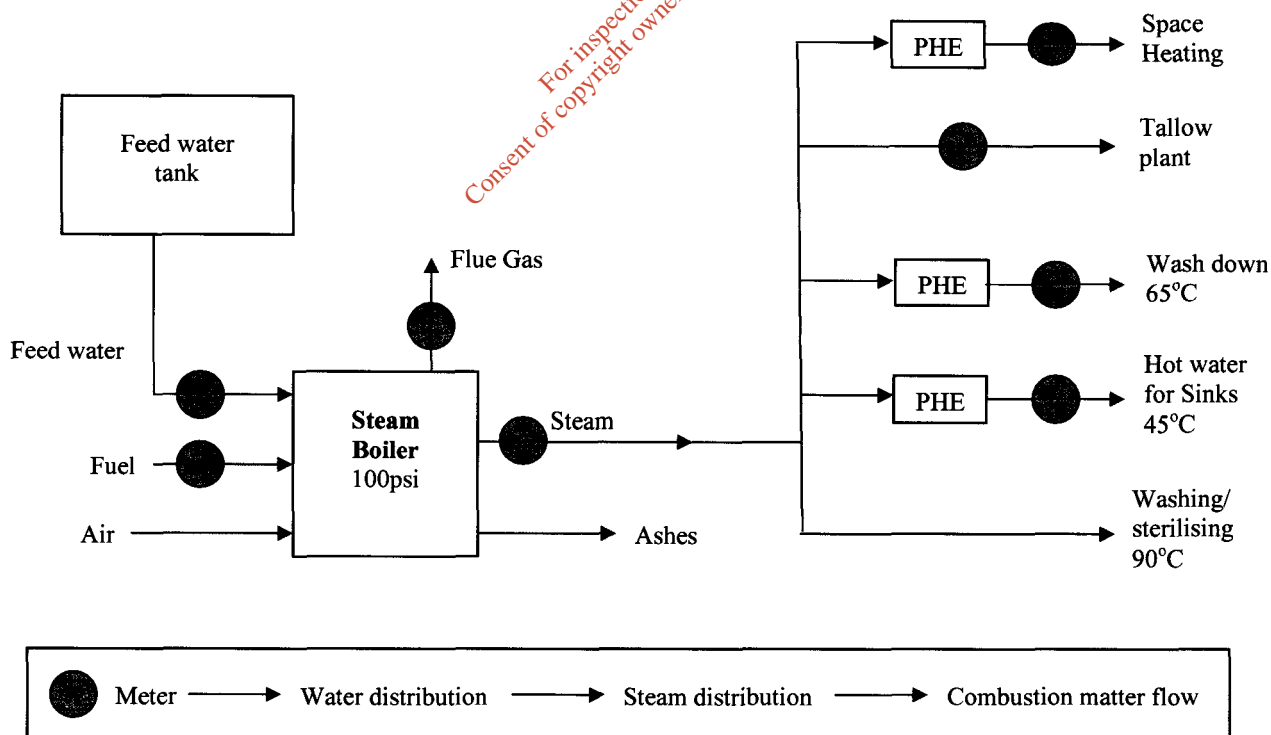 For inspectio
Consent of copyright owne
Space
Heating
PHE
Tallow
plant
Feed water
tank
Flue Gas
Wash down
65°C
PHE
Feed water
Hot water
for Sinks
45°C
PHE
Steam
Boiler
100psi
Steam
Fuel
Air
Ashes
Washing/
sterilising
90°C
Meter
Water distribution
Steam distribution
Combustion matter flow